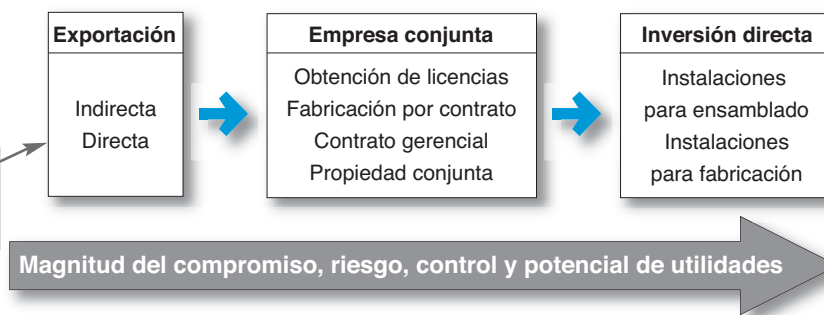 Exportación
Indirecta
Directa
Empresa conjunta
Obtención de licencias
Fabricación por contrato
Contrato gerencial
Propiedad conjunta
Inversión directa
Instalaciones
para ensamblado
Instalaciones
para fabricación
Magnitud del compromiso, riesgo, control y potencial de utilidades